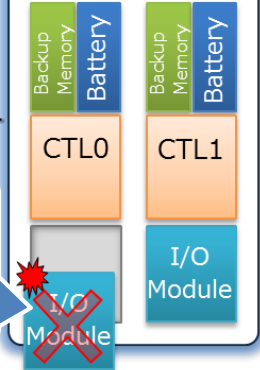 Backup
Memory
Battery
Backup
Memory
Battery
CTL0
CTL1
I/O
Module
I/O
Module